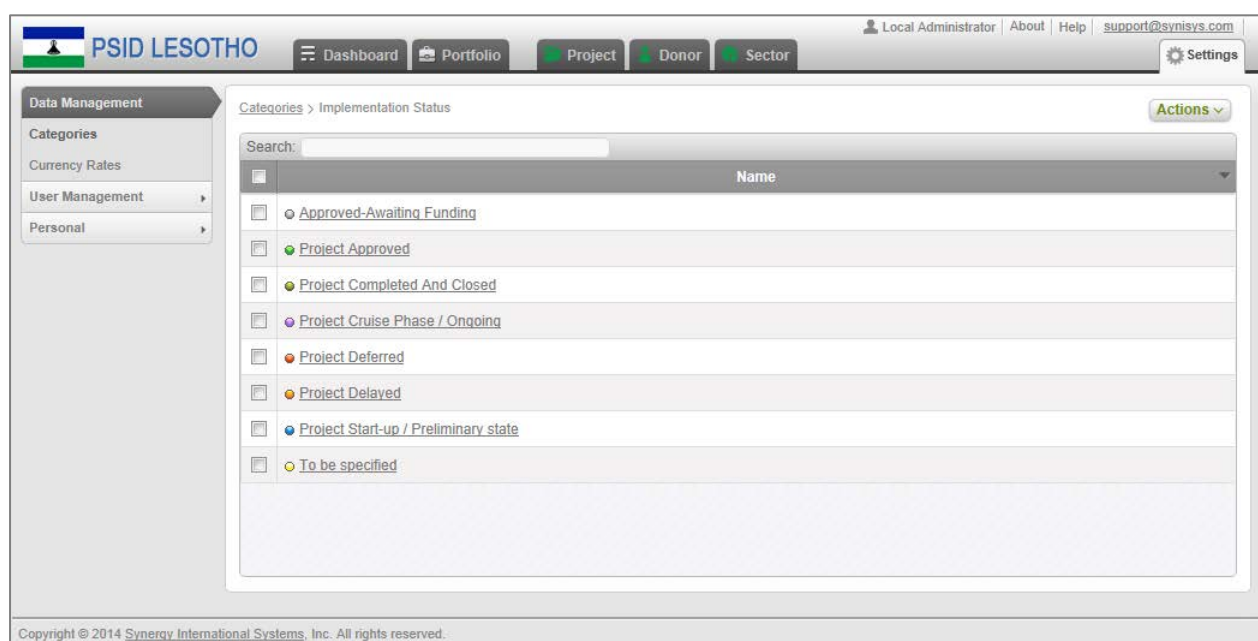 Local Administrator About Help support@synisys.com
PSID LESOTHO Dashboard Portfolio Project Donor Sector Settings
Data Management
Categories
Currency Rates
User Management
Personal
Categories > Implementation Status Actions
Search:
Name
Approved-Awaiting Funding
Project Approved
Project Completed And Closed
Project Cruise Phase / Ongoing
Project Deferred
Project Delayed
Project Start-up / Preliminary state
To be specified
Copyright © 2014 Synergy International Systems, Inc. All rights reserved.